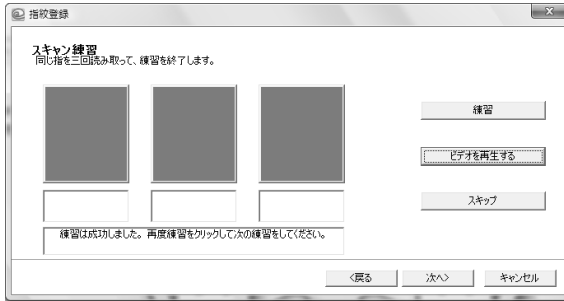 指紋登録
スキャン練習
同じ指を三回読み取って、練習を終了します。
練習
ビデオを再生する
スキップ
練習は成功しました。再度練習をクリックして次の練習をしてください。
<戻る
次へ>
キャンセル